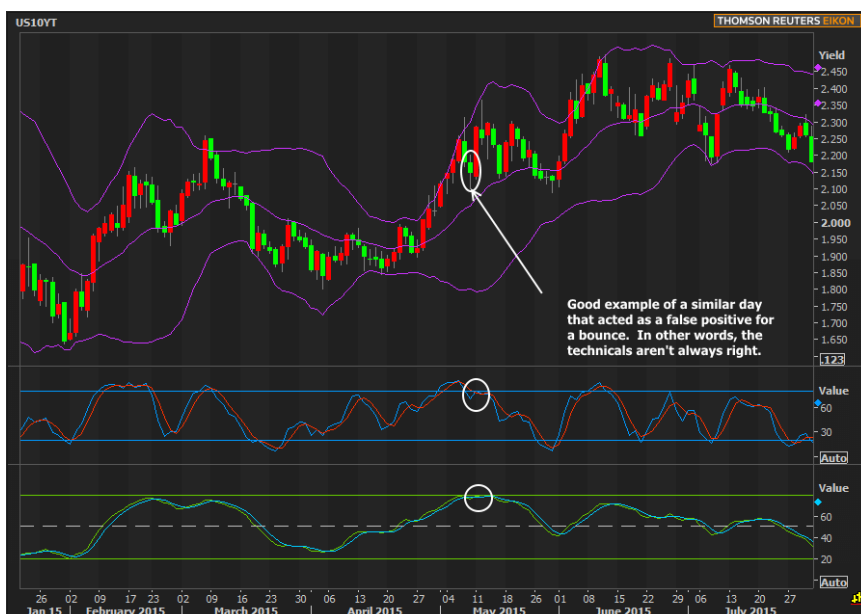 US10YT
THOMSON REUTERS EIKON
Yield
2.450
2.400
2.350
2.300
2.250
2.200
2.150
2.100
2.050
2.000
1.950
1.900
1.850
1.800
1.750
1.700
1.650
.123
Good example of a similar day
that acted as a false positive for
a bounce.  In other words, the
technicals aren't always right.
Value
60
30
Auto
Value
60
40
20
Auto
26 02 09 17 23 02 09 16 23 30 06 13 20 27 04 11 18 26 01 08 15 22 29 06 13 20 27
Jan 15 February 2015 March 2015 April 2015 May 2015 June 2015 July 2015